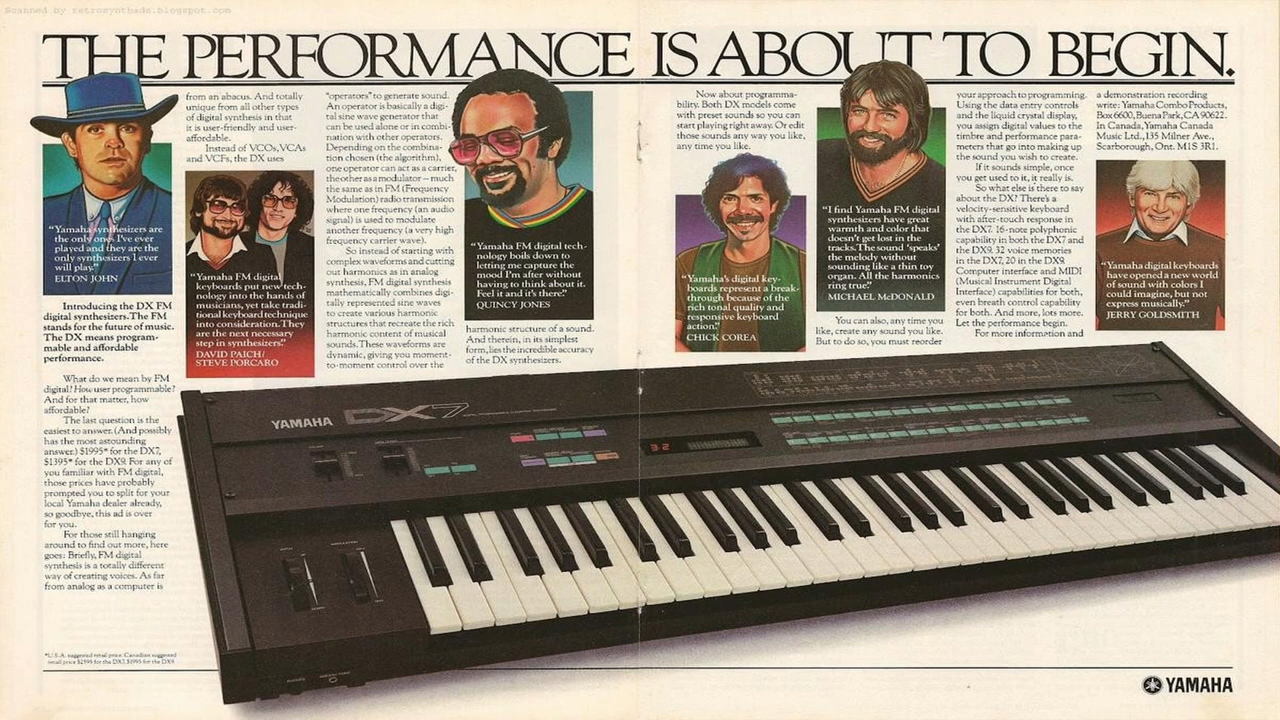 Scanned by retrosynthads.blogspot.com
THE PERFORMANCE IS ABOUT TO BEGIN.
"Yamaha synthesizers are
the only ones I've ever
played and they are the
only synthesizers I ever
will play."
ELTON JOHN
Introducing the DX FM
digital synthesizers. The FM
stands for the future of music.
The DX means program-
mable and affordable
performance.
What do we mean by FM
digital? How user programmable?
And for that matter, how
affordable?
The last question is the
easiest to answer. (And possibly
has the most astounding
answer.) $1995* for the DX7,
$1395* for the DX9. For any of
you familiar with FM digital,
those prices have probably
prompted you to split for your
local Yamaha dealer already,
so goodbye, this ad is over
for you.
For those still hanging
around to find out more, here
goes: Briefly, FM digital
synthesis is a totally different
way of creating voices. As far
from analog as a computer is
*U.S.A. suggested retail price. Canadian suggested
retail price $2595 for the DX7, $1895 for the DX9.
from an abacus. And totally
unique from all other types
of digital synthesis in that
it is user-friendly and user-
affordable.
Instead of VCOs, VCAs
and VCFs, the DX uses
"Yamaha FM digital
keyboards put new tech-
nology into the hands of
musicians, yet take tradi-
tional keyboard technique
into consideration. They
are the next necessary
step in synthesizers."
DAVID PAICH/
STEVE PORCARO
"operators" to generate sound.
An operator is basically a digi-
tal sine wave generator that
can be used alone or in combi-
nation with other operators.
Depending on the combina-
tion chosen (the algorithm),
one operator can act as a carrier,
the other as a modulator – much
the same as in FM (Frequency
Modulation) radio transmission
where one frequency (an audio
signal) is used to modulate
another frequency (a very high
frequency carrier wave).
So instead of starting with
complex waveforms and cutting
our harmonics as in analog
synthesis, FM digital synthesis
mathematically combines digi-
tally represented sine waves
to create various harmonic
structures that recreate the rich
harmonic content of musical
sounds. These waveforms are
dynamic, giving you moment-
to-moment control over the
"Yamaha FM digital tech-
nology boils down to
letting me capture the
mood I'm after without
having to think about it.
Feel it and it's there."
QUINCY JONES
harmonic structure of a sound.
And therein, in its simplest
form, lies the incredible accuracy
of the DX synthesizers.
Now about programma-
bility. Both DX models come
with preset sounds so you can
start playing right away. Or edit
those sounds any way you like,
any time you like.
"Yamaha's digital key-
boards represent a break-
through because of the
rich tonal quality and
responsive keyboard
action."
CHICK COREA
"I find Yamaha FM digital
synthesizers have great
warmth and color that
doesn't get lost in the
tracks. The sound 'speaks'
the melody without
sounding like a thin toy
organ. All the harmonics
ring true."
MICHAEL McDONALD
You can also, any time you
like, create any sound you like.
But to do so, you must reorder
your approach to programming.
Using the data entry controls
and the liquid crystal display,
you assign digital values to the
timbre and performance para-
meters that go into making up
the sound you wish to create.
If it sounds simple, once
you get used to it, it really is.
So what else is there to say
about the DX? There's a
velocity-sensitive keyboard
with after-touch response in
the DX7. 16-note polyphonic
capability in both the DX7 and
the DX9. 32 voice memories
in the DX7, 20 in the DX9.
Computer interface and MIDI
(Musical Instrument Digital
Interface) capabilities for both,
even breath control capability
for both. And more, lots more.
Let the performance begin.
For more information and
a demonstration recording
write: Yamaha Combo Products,
Box 6600, Buena Park, CA 90622.
In Canada, Yamaha Canada
Music Ltd., 135 Milner Ave.,
Scarborough, Ont. M1S 3R1.
"Yamaha digital keyboards
have opened a new world
of sound with colors I
could imagine, but not
express musically."
JERRY GOLDSMITH
YAMAHA DX7
32
YAMAHA